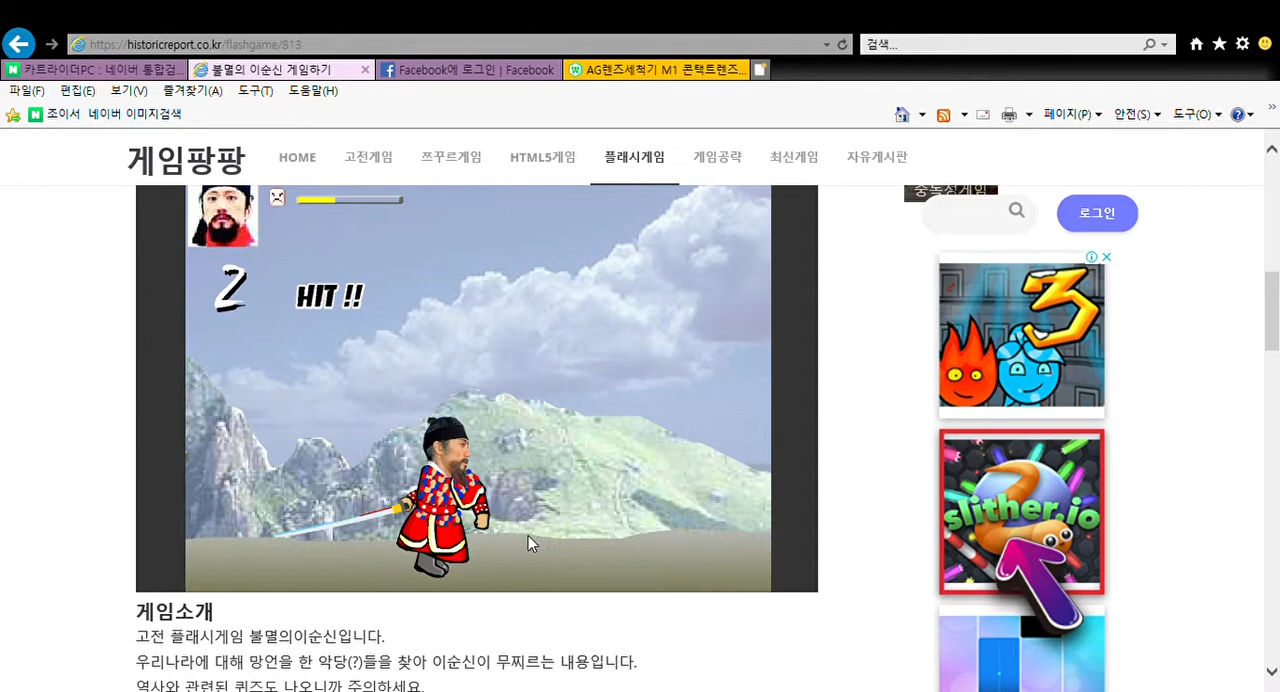 https://historicreport.co.kr/flashgame/813
검색...
카트라이더PC : 네이버 통합검...
불멸의 이순신 게임하기
Facebook에 로그인 | Facebook
AG렌즈세척기 M1 콘택트렌즈...
파일(F) 편집(E) 보기(V) 즐겨찾기(A) 도구(T) 도움말(H)
조이서 네이버 이미지검색
페이지(P) 안전(S) 도구(O)
게임팡팡
HOME 고전게임 쯔꾸르게임 HTML5게임 플래시게임 게임공략 최신게임 자유게시판
중독성게임
로그인
2 HIT !!
3
slither.io
게임소개
고전 플래시게임 불멸의이순신입니다.
우리나라에 대해 망언을 한 악당(?)들을 찾아 이순신이 무찌르는 내용입니다.
역사와 관련된 퀴즈도 나오니까 주의하세요.